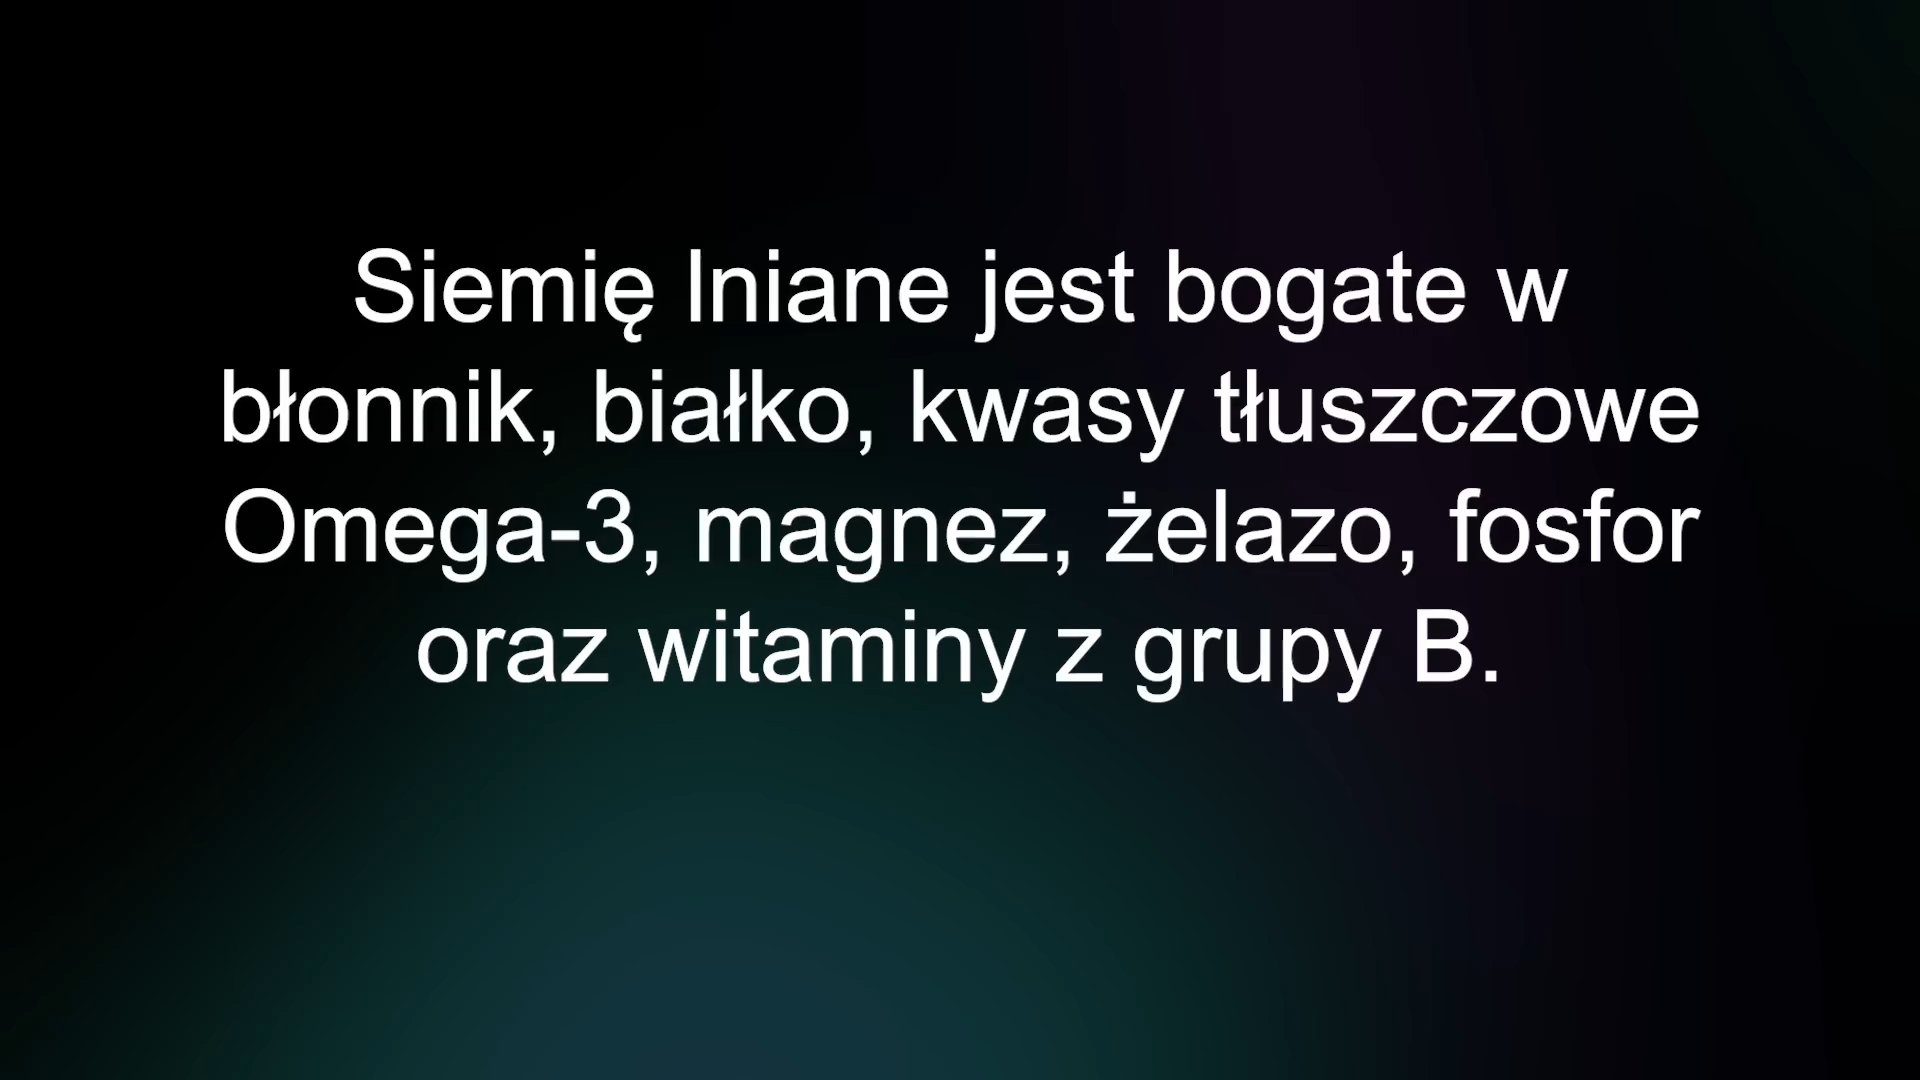 Siemię lniane jest bogate w
błonnik, białko, kwasy tłuszczowe
Omega-3, magnez, żelazo, fosfor
oraz witaminy z grupy B.